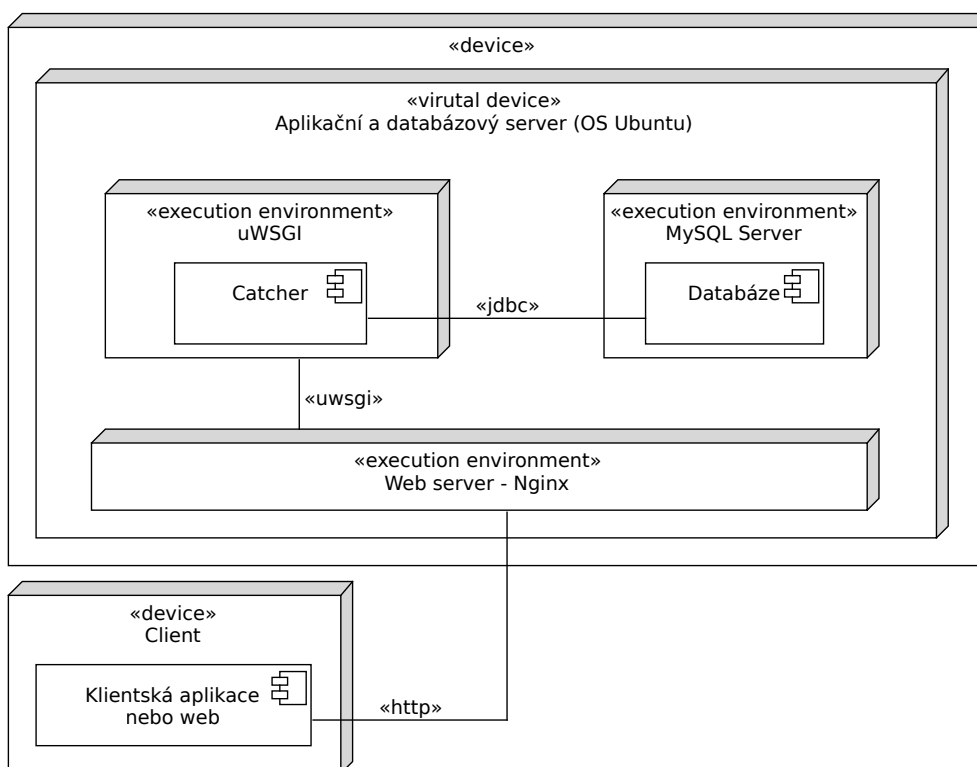 «device»
«virutal device»
Aplikační a databázový server (OS Ubuntu)
«execution environment»
uWSGI
Catcher
«jdbc»
«execution environment»
MySQL Server
Databáze
«uwsgi»
«execution environment»
Web server - Nginx
«device»
Client
Klientská aplikace
nebo web
«http»